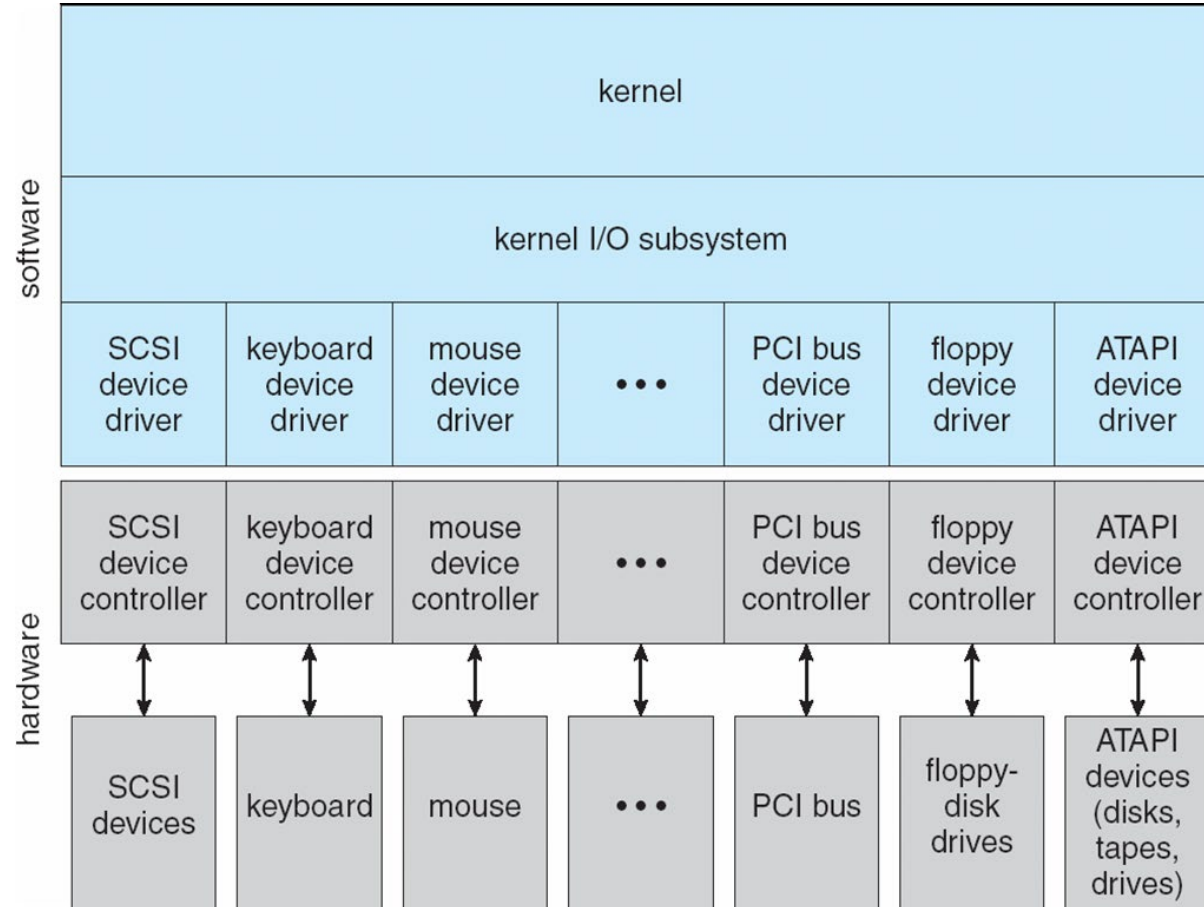 software
kernel
kernel I/O subsystem
SCSI
device
driver
keyboard
device
driver
mouse
device
driver
•••
PCI bus
device
driver
floppy
device
driver
ATAPI
device
driver
hardware
SCSI
device
controller
keyboard
device
controller
mouse
device
controller
•••
PCI bus
device
controller
floppy
device
controller
ATAPI
device
controller
SCSI
devices
keyboard
mouse
•••
PCI bus
floppy-
disk
drives
ATAPI
devices
(disks,
tapes,
drives)